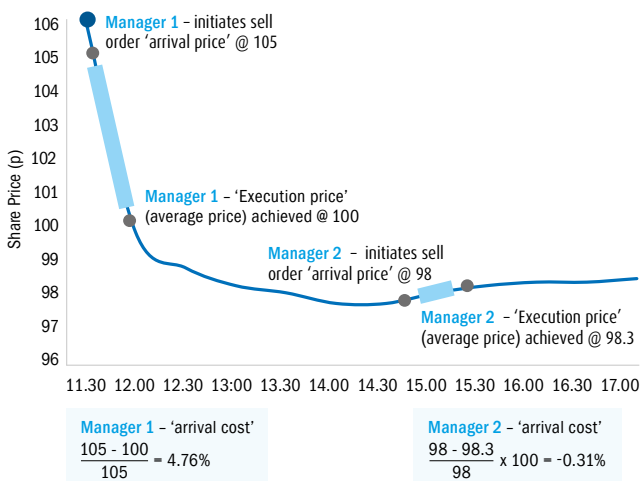 Share Price (p)
106
105
104
103
102
101
100
99
98
97
96
Manager 1 – initiates sell
order ‘arrival price’ @ 105
Manager 1 – ‘Execution price’
(average price) achieved @ 100
Manager 2 – initiates sell
order ‘arrival price’ @ 98
Manager 2 – ‘Execution price’
(average price) achieved @ 98.3
11.30 12.00 12.30 13:00 13.30 14.00 14.30 15.00 15.30 16.00 16.30 17.00
Manager 1 – ‘arrival cost’
105 - 100
= 4.76%
105
Manager 2 – ‘arrival cost’
98 - 98.3
x 100 = -0.31%
98